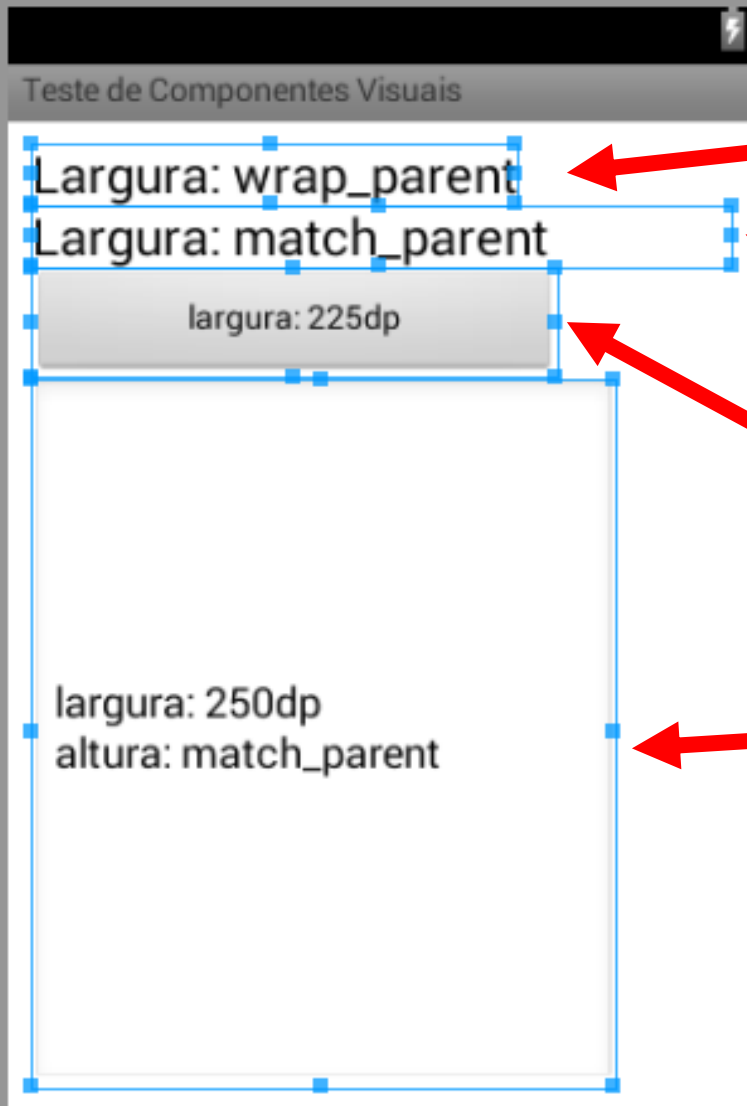 Teste de Componentes Visuais
Largura: wrap_parent
Largura: match_parent
largura: 225dp
largura: 250dp
altura: match_parent